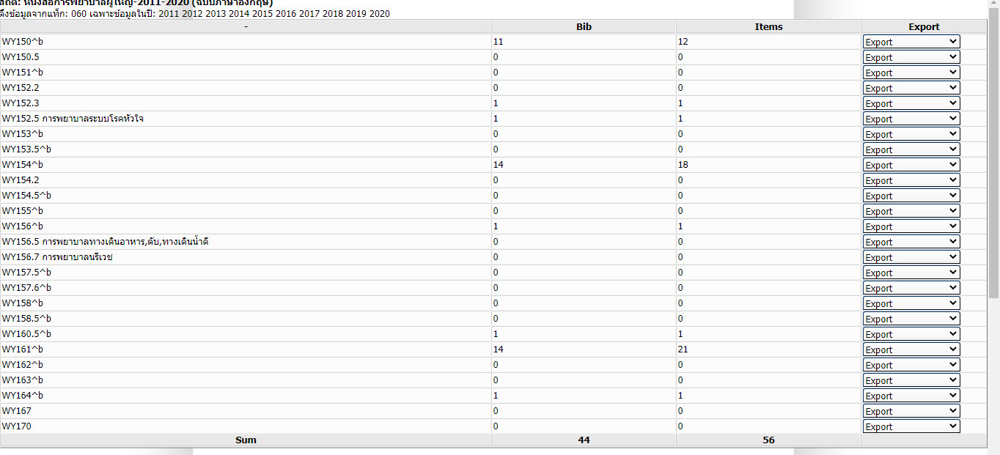 สถิติ: หนังสือการพยาบาลผู้ใหญ่-2011-2020 (ฉบับภาษาอังกฤษ)
ดึงข้อมูลจากแท็ก: 060 เฉพาะข้อมูลในปี: 2011 2012 2013 2014 2015 2016 2017 2018 2019 2020
- Bib Items Export
WY150^b 11 12 Export
WY150.5 0 0 Export
WY151^b 0 0 Export
WY152.2 0 0 Export
WY152.3 1 1 Export
WY152.5 การพยาบาลระบบโรคหัวใจ 1 1 Export
WY153^b 0 0 Export
WY153.5^b 0 0 Export
WY154^b 14 18 Export
WY154.2 0 0 Export
WY154.5^b 0 0 Export
WY155^b 0 0 Export
WY156^b 1 1 Export
WY156.5 การพยาบาลทางเดินอาหาร,ตับ,ทางเดินน้ำดี 0 0 Export
WY156.7 การพยาบาลนรีเวช 0 0 Export
WY157.5^b 0 0 Export
WY157.6^b 0 0 Export
WY158^b 0 0 Export
WY158.5^b 0 0 Export
WY160.5^b 1 1 Export
WY161^b 14 21 Export
WY162^b 0 0 Export
WY163^b 0 0 Export
WY164^b 1 1 Export
WY167 0 0 Export
WY170 0 0 Export
Sum 44 56